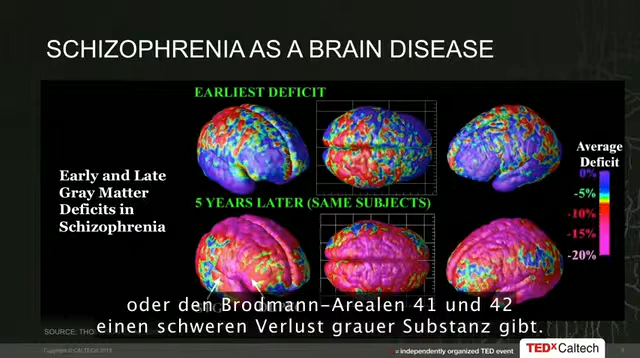 SCHIZOPHRENIA AS A BRAIN DISEASE
EARLIEST DEFICIT
Average
Deficit
0%
-5%
-10%
-15%
-20%
Early and Late
Gray Matter
Deficits in
Schizophrenia
5 YEARS LATER (SAME SUBJECTS)
oder den Brodmann-Arealen 41 und 42
einen schweren Verlust grauer Substanz gibt.
SOURCE:
x = independently organized TED event
TEDxCaltech